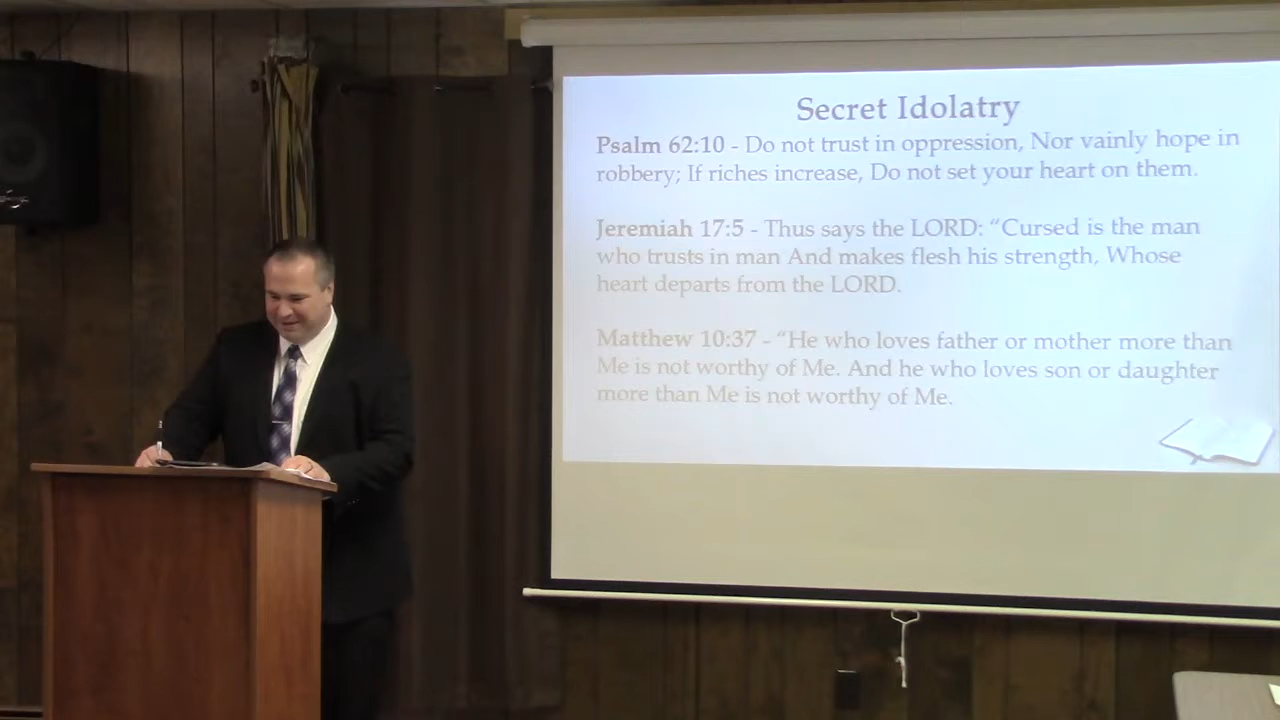 Secret Idolatry
Psalm 62:10 - Do not trust in oppression, Nor vainly hope in
robbery; If riches increase, Do not set your heart on them.
Jeremiah 17:5 - Thus says the LORD: “Cursed is the man
who trusts in man And makes flesh his strength, Whose
heart departs from the LORD.
Matthew 10:37 - “He who loves father or mother more than
Me is not worthy of Me. And he who loves son or daughter
more than Me is not worthy of Me.